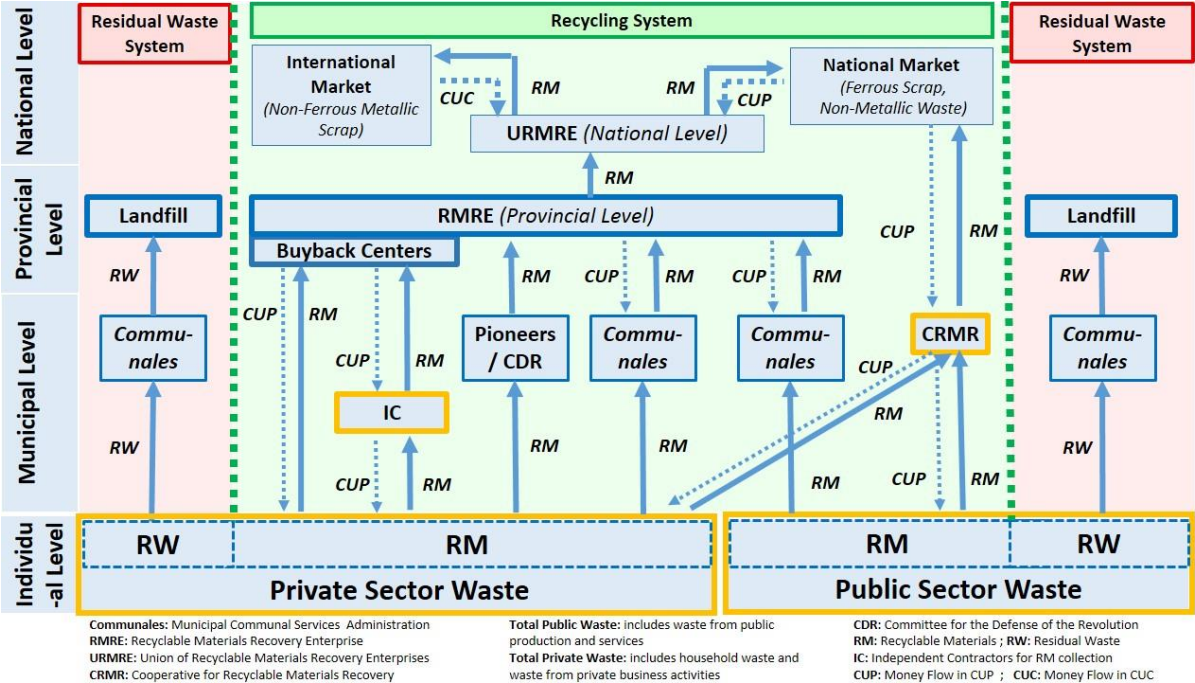 Residual Waste
System
Recycling System
Residual Waste
System
National Level
International
Market
(Non-Ferrous Metallic
Scrap)
CUC
RM
RM
CUP
National Market
(Ferrous Scrap,
Non-Metallic Waste)
URMRE (National Level)
RM
Provincial
Level
Landfill
RMRE (Provincial Level)
Buyback Centers
Landfill
RW
RM
CUP
RM
CUP
RM
CUP
RM
RW
Municipal Level
CUP
RM
Commu-
nales
CUP
RM
Pioneers
/ CDR
Commu-
nales
Commu-
nales
CRMR
Commu-
nales
CUP
RM
IC
RW
CUP
RM
RM
RM
RM
CUP
RM
RW
Individu
-al Level
RW
RM
RM
RW
Private Sector Waste
Public Sector Waste
Communales: Municipal Communal Services Administration
RMRE: Recyclable Materials Recovery Enterprise
URMRE: Union of Recyclable Materials Recovery Enterprises
CRMR: Cooperative for Recyclable Materials Recovery
Total Public Waste: includes waste from public
production and services
Total Private Waste: includes household waste and
waste from private business activities
CDR: Committee for the Defense of the Revolution
RM: Recyclable Materials ; RW: Residual Waste
IC: Independent Contractors for RM collection
CUP: Money Flow in CUP ; CUC: Money Flow in CUC